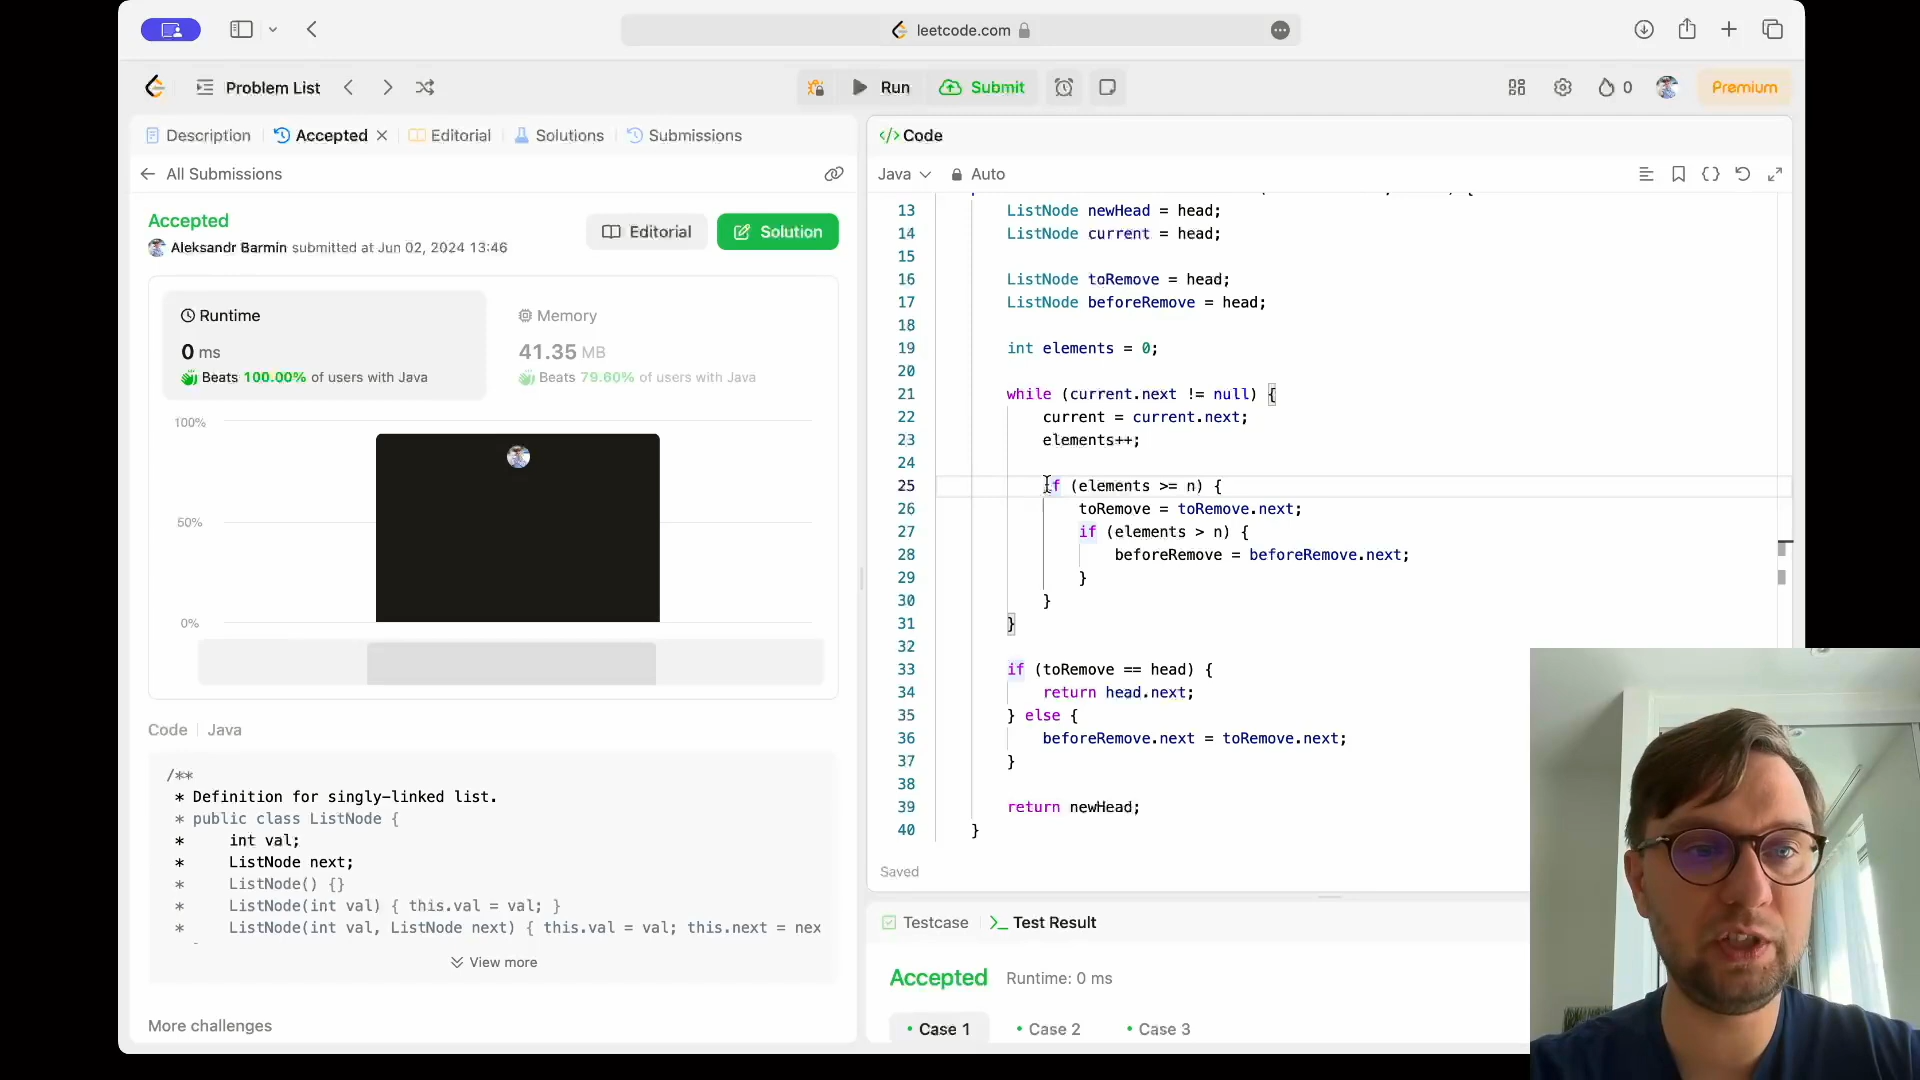 leetcode.com
Problem List
Run
Submit
0
Premium
Description
Accepted
Editorial
Solutions
Submissions
All Submissions
Accepted
Aleksandr Barmin submitted at Jun 02, 2024 13:46
Editorial
Solution
Runtime
0 ms
Beats 100.00% of users with Java
Memory
41.35 MB
Beats 79.60% of users with Java
100%
50%
0%
Code
Java
/**
* Definition for singly-linked list.
* public class ListNode {
* int val;
* ListNode next;
* ListNode() {}
* ListNode(int val) { this.val = val; }
* ListNode(int val, ListNode next) { this.val = val; this.next = nex
View more
More challenges
</> Code
Java
Auto
13 ListNode newHead = head;
14 ListNode current = head;
15
16 ListNode toRemove = head;
17 ListNode beforeRemove = head;
18
19 int elements = 0;
20
21 while (current.next != null) {
22 current = current.next;
23 elements++;
24
25 if (elements >= n) {
26 toRemove = toRemove.next;
27 if (elements > n) {
28 beforeRemove = beforeRemove.next;
29 }
30 }
31 }
32
33 if (toRemove == head) {
34 return head.next;
35 } else {
36 beforeRemove.next = toRemove.next;
37 }
38
39 return newHead;
40 }
Saved
Testcase
Test Result
Accepted
Runtime: 0 ms
• Case 1
• Case 2
• Case 3